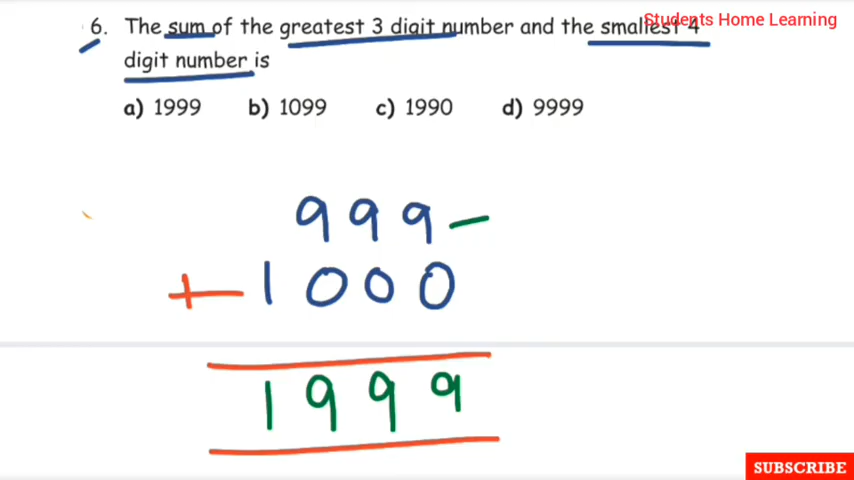 Students Home Learning
6. The sum of the greatest 3 digit number and the smallest 4
digit number is
a) 1999 b) 1099 c) 1990 d) 9999
999 -
+ 1000
1999
SUBSCRIBE